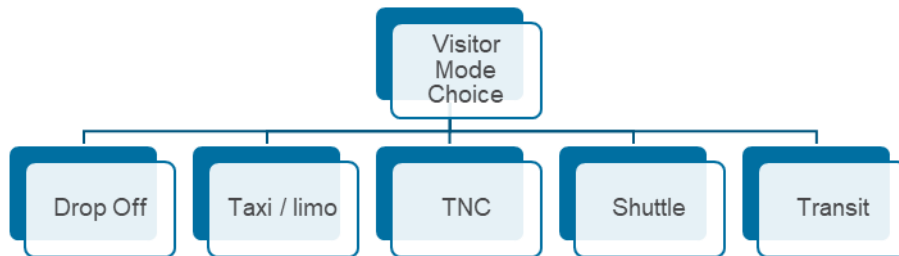 Visitor
Mode
Choice
Drop Off
Taxi / limo
TNC
Shuttle
Transit